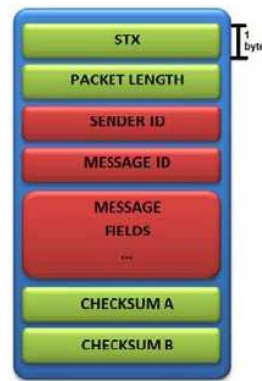 STX
1
byte
PACKET LENGTH
SENDER ID
MESSAGE ID
MESSAGE
FIELDS
...
CHECKSUM A
CHECKSUM B